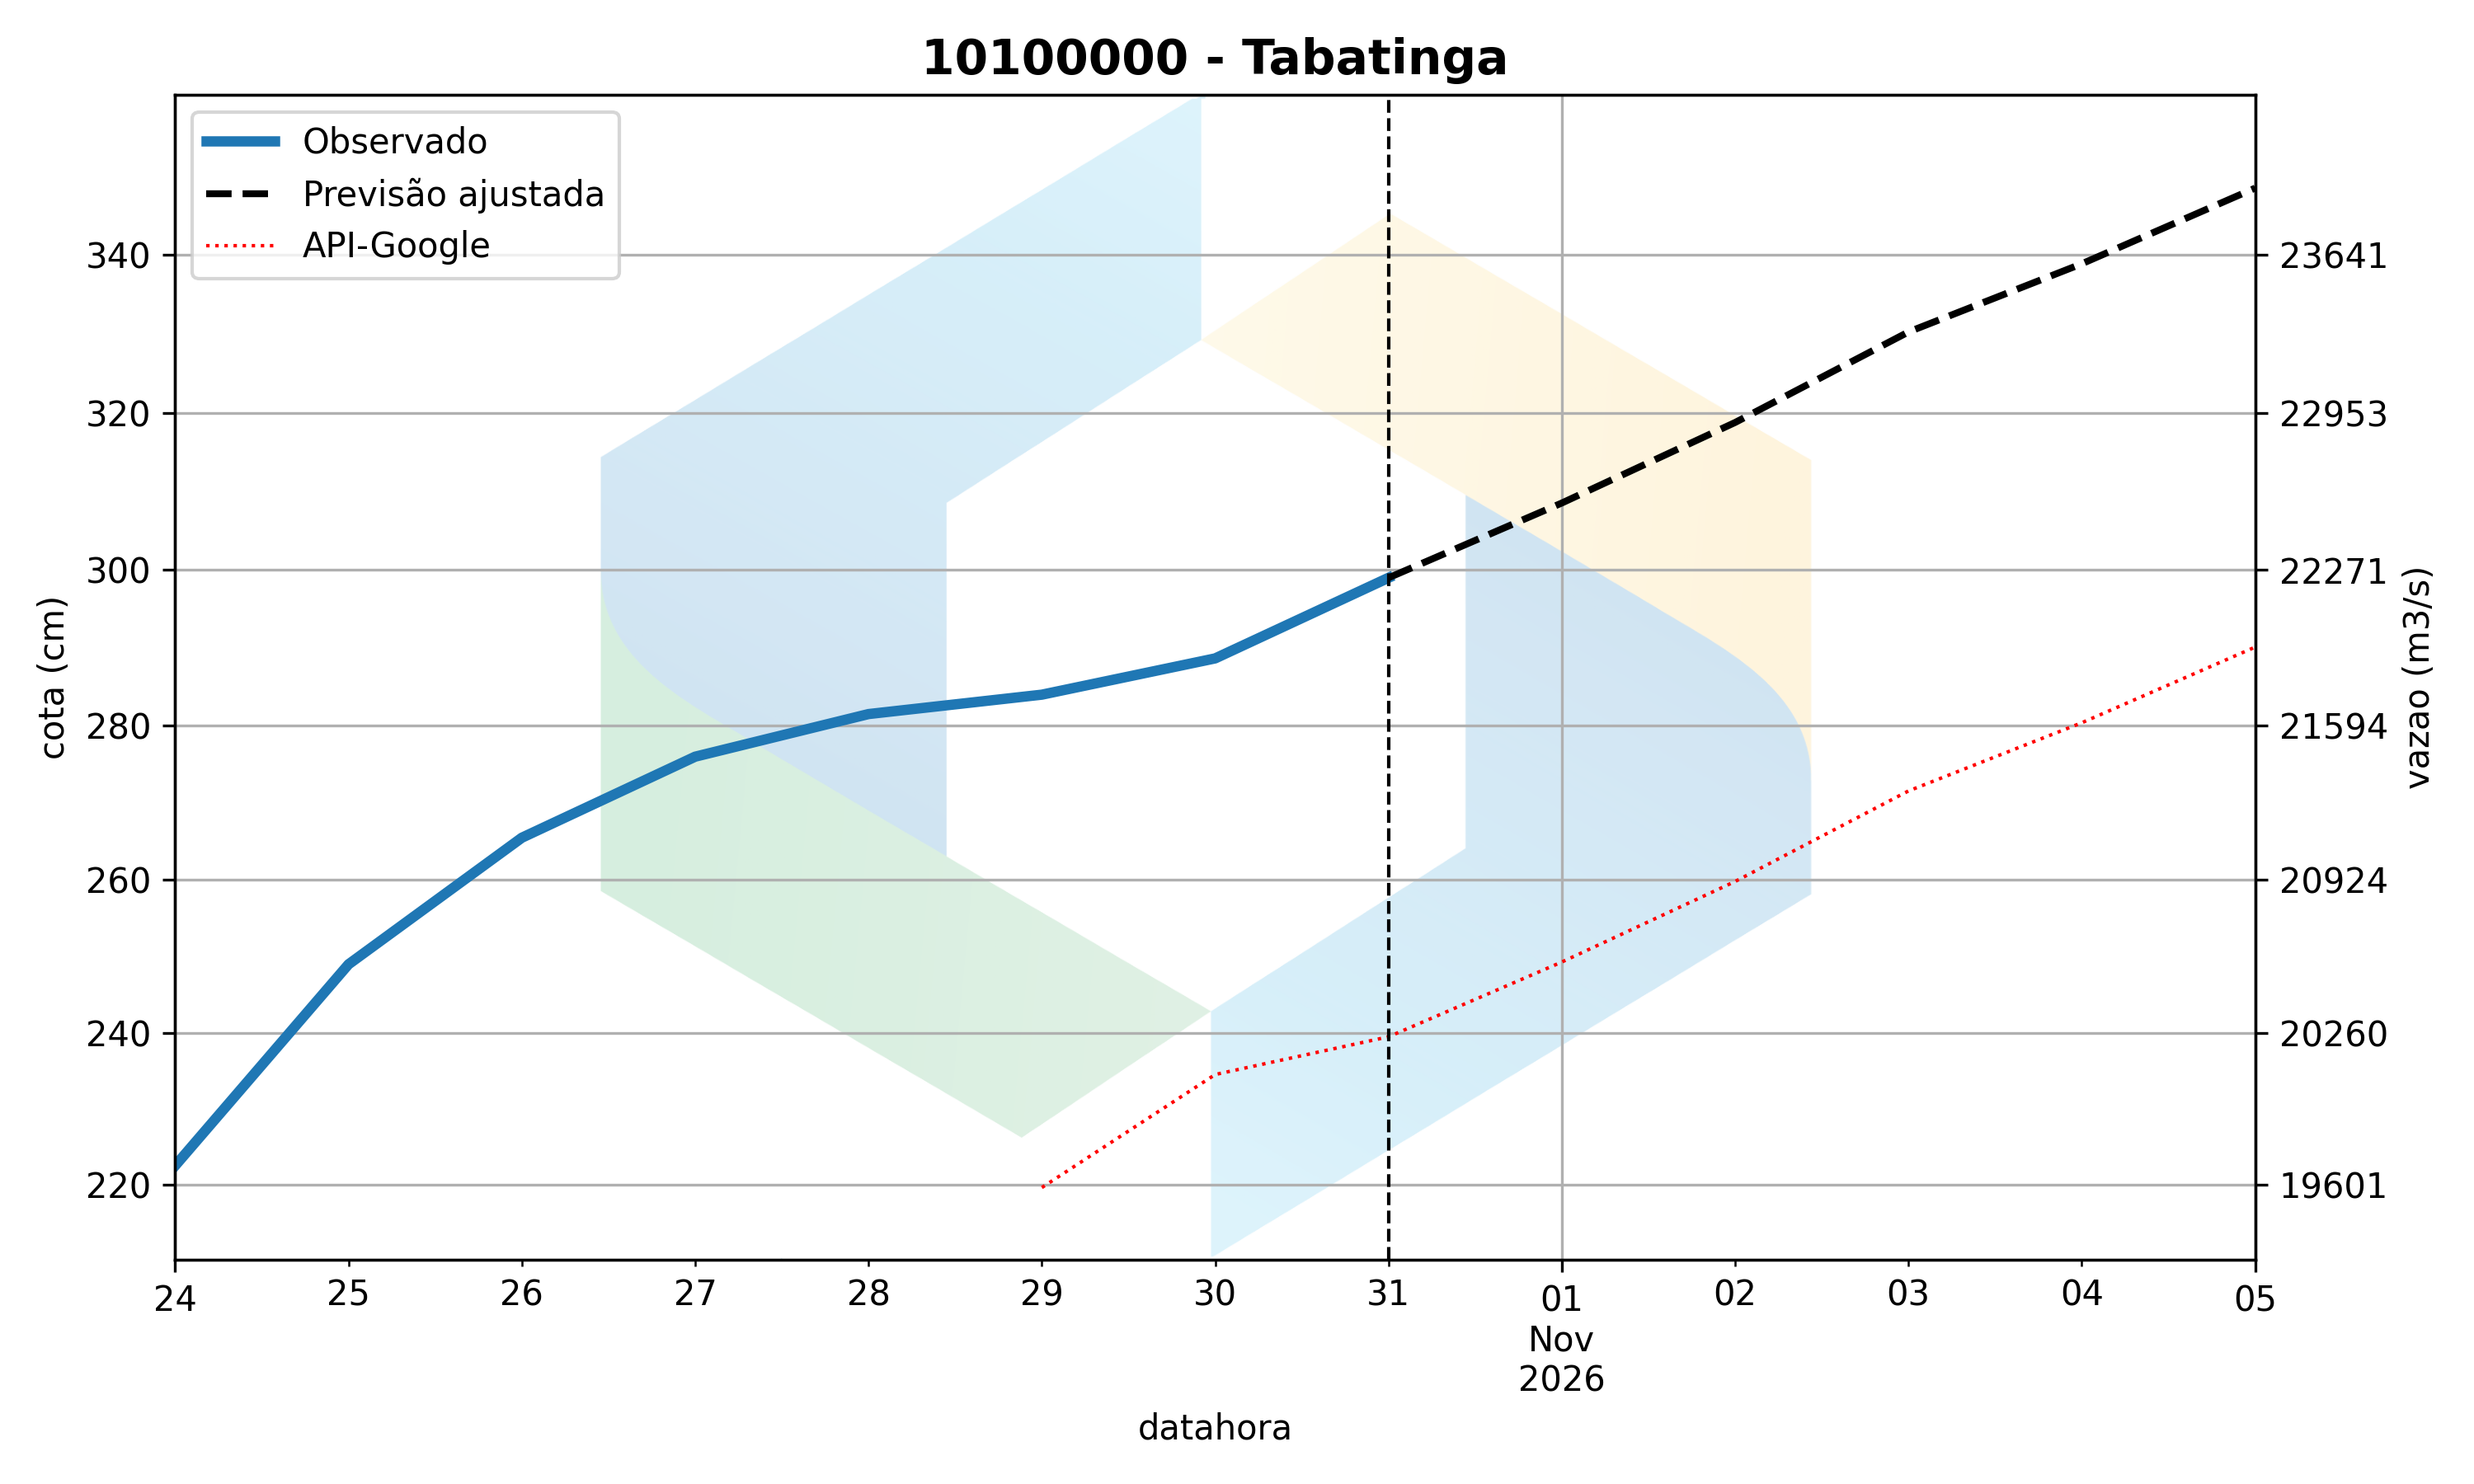 10100000 - Tabatinga
Observado
Previsão ajustada
API-Google
340
320
300
280
260
240
220
cota (cm)
23641
22953
22271
21594
20924
20260
19601
vazao (m3/s)
24 25 26 27 28 29 30 31 01 02 03 04 05
Nov
2026
datahora